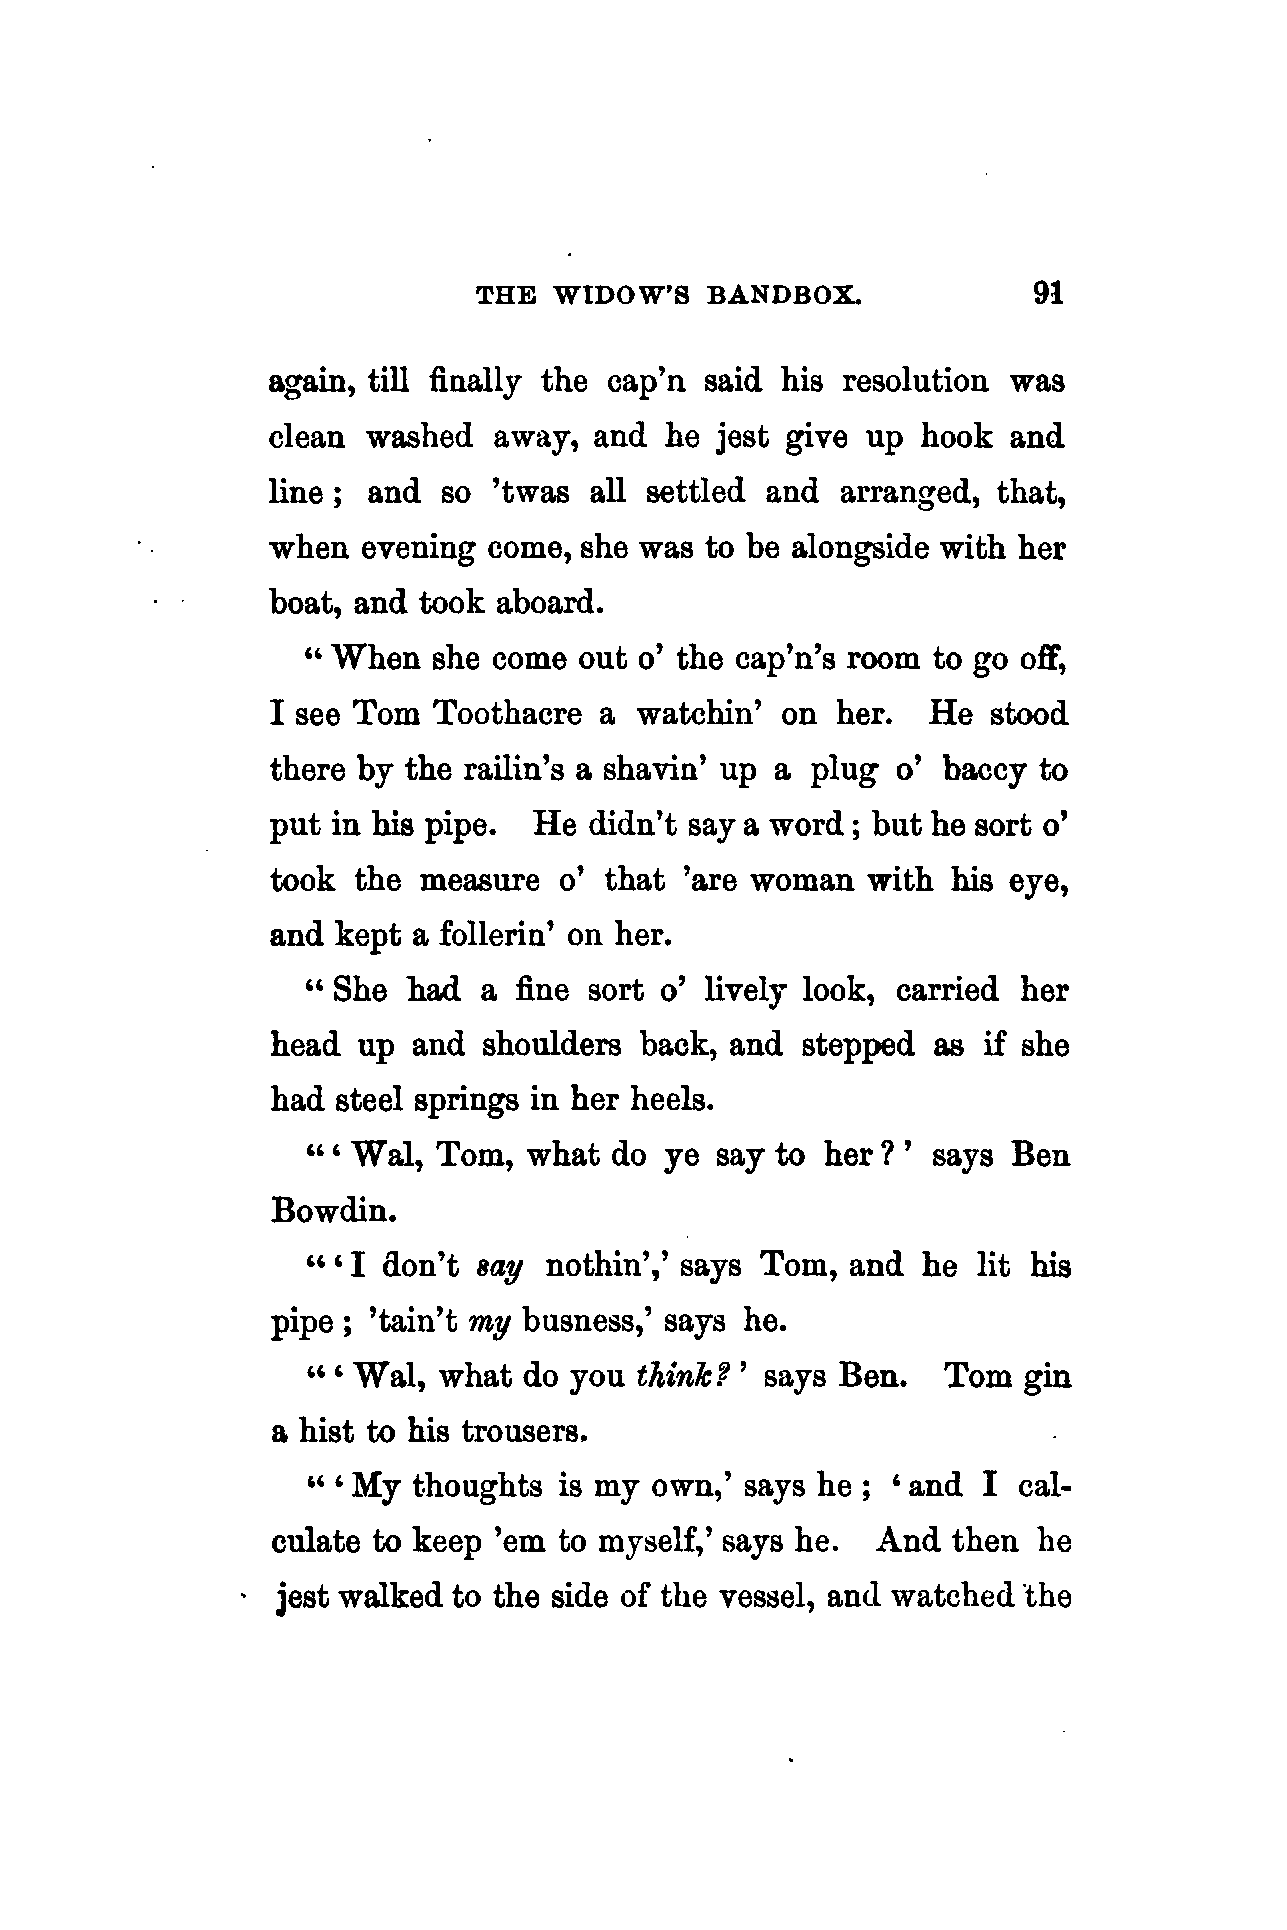 THE WIDOW'S BANDBOX. 91
again, till finally the cap'n said his resolution was
clean washed away, and he jest give up hook and
line; and so 'twas all settled and arranged, that,
when evening come, she was to be alongside with her
boat, and took aboard.
“When she come out o’ the cap’n’s room to go off,
I see Tom Toothacre a watchin’ on her. He stood
there by the railin’s a shavin’ up a plug o’ baccy to
put in his pipe. He didn’t say a word; but he sort o’
took the measure o’ that ’are woman with his eye,
and kept a follerin’ on her.
“She had a fine sort o’ lively look, carried her
head up and shoulders back, and stepped as if she
had steel springs in her heels.
“‘Wal, Tom, what do ye say to her?’ says Ben
Bowdin.
“‘I don’t say nothin’,’ says Tom, and he lit his
pipe; ’tain’t my busness,’ says he.
“‘Wal, what do you think?’ says Ben. Tom gin
a hist to his trousers.
“‘My thoughts is my own,’ says he; ‘and I cal-
culate to keep ’em to myself,’ says he. And then he
jest walked to the side of the vessel, and watched the